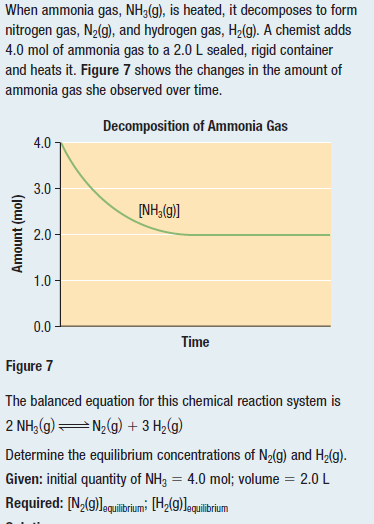 When ammonia gas, NH₃(g), is heated, it decomposes to form
nitrogen gas, N₂(g), and hydrogen gas, H₂(g). A chemist adds
4.0 mol of ammonia gas to a 2.0 L sealed, rigid container
and heats it. Figure 7 shows the changes in the amount of
ammonia gas she observed over time.
Decomposition of Ammonia Gas
Amount (mol)
4.0
3.0
2.0
1.0
0.0
[NH₃(g)]
Time
Figure 7
The balanced equation for this chemical reaction system is
2 NH₃(g) ⇌ N₂(g) + 3 H₂(g)
Determine the equilibrium concentrations of N₂(g) and H₂(g).
Given: initial quantity of NH₃ = 4.0 mol; volume = 2.0 L
Required: [N₂(g)]equilibrium; [H₂(g)]equilibrium